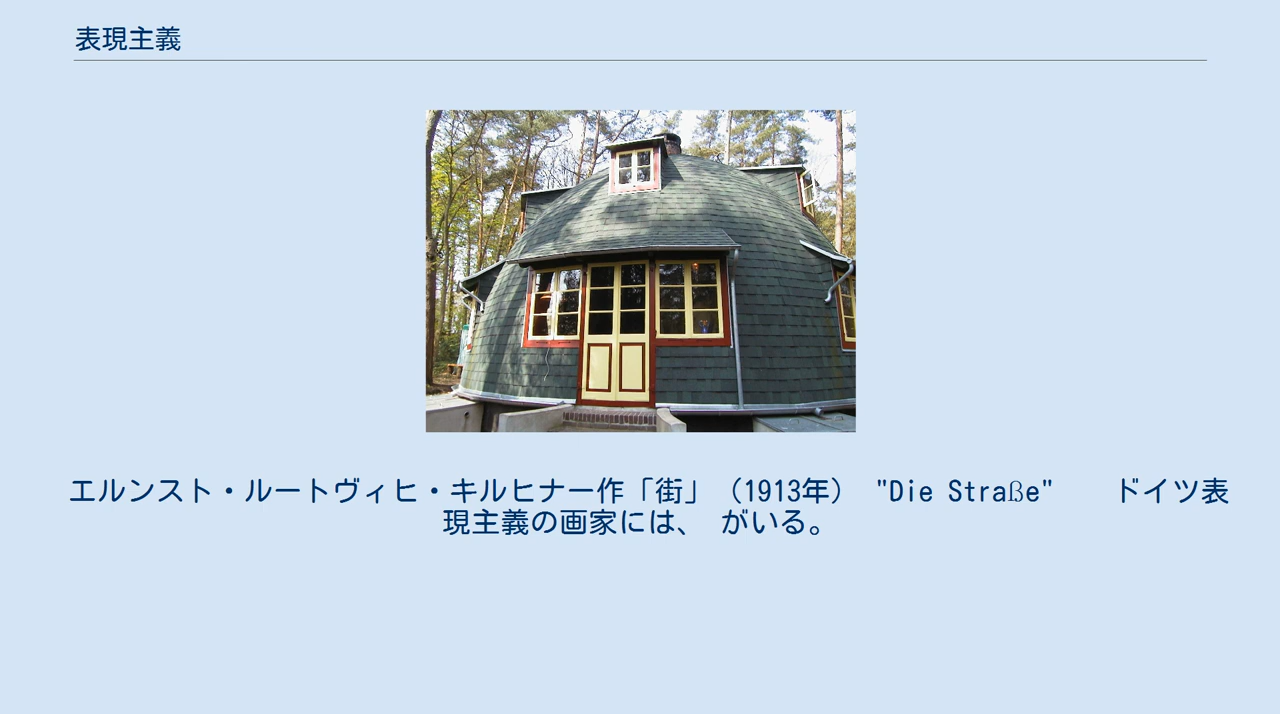 表現主義
エルンスト・ルートヴィヒ・キルヒナー作「街」（1913年） "Die Straße"　　ドイツ表
現主義の画家には、 がいる。